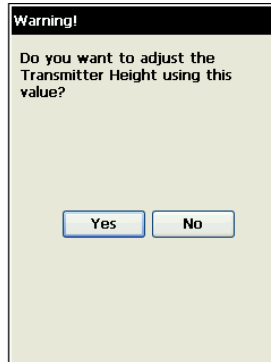 Warning!
Do you want to adjust the
Transmitter Height using this
value?
Yes No